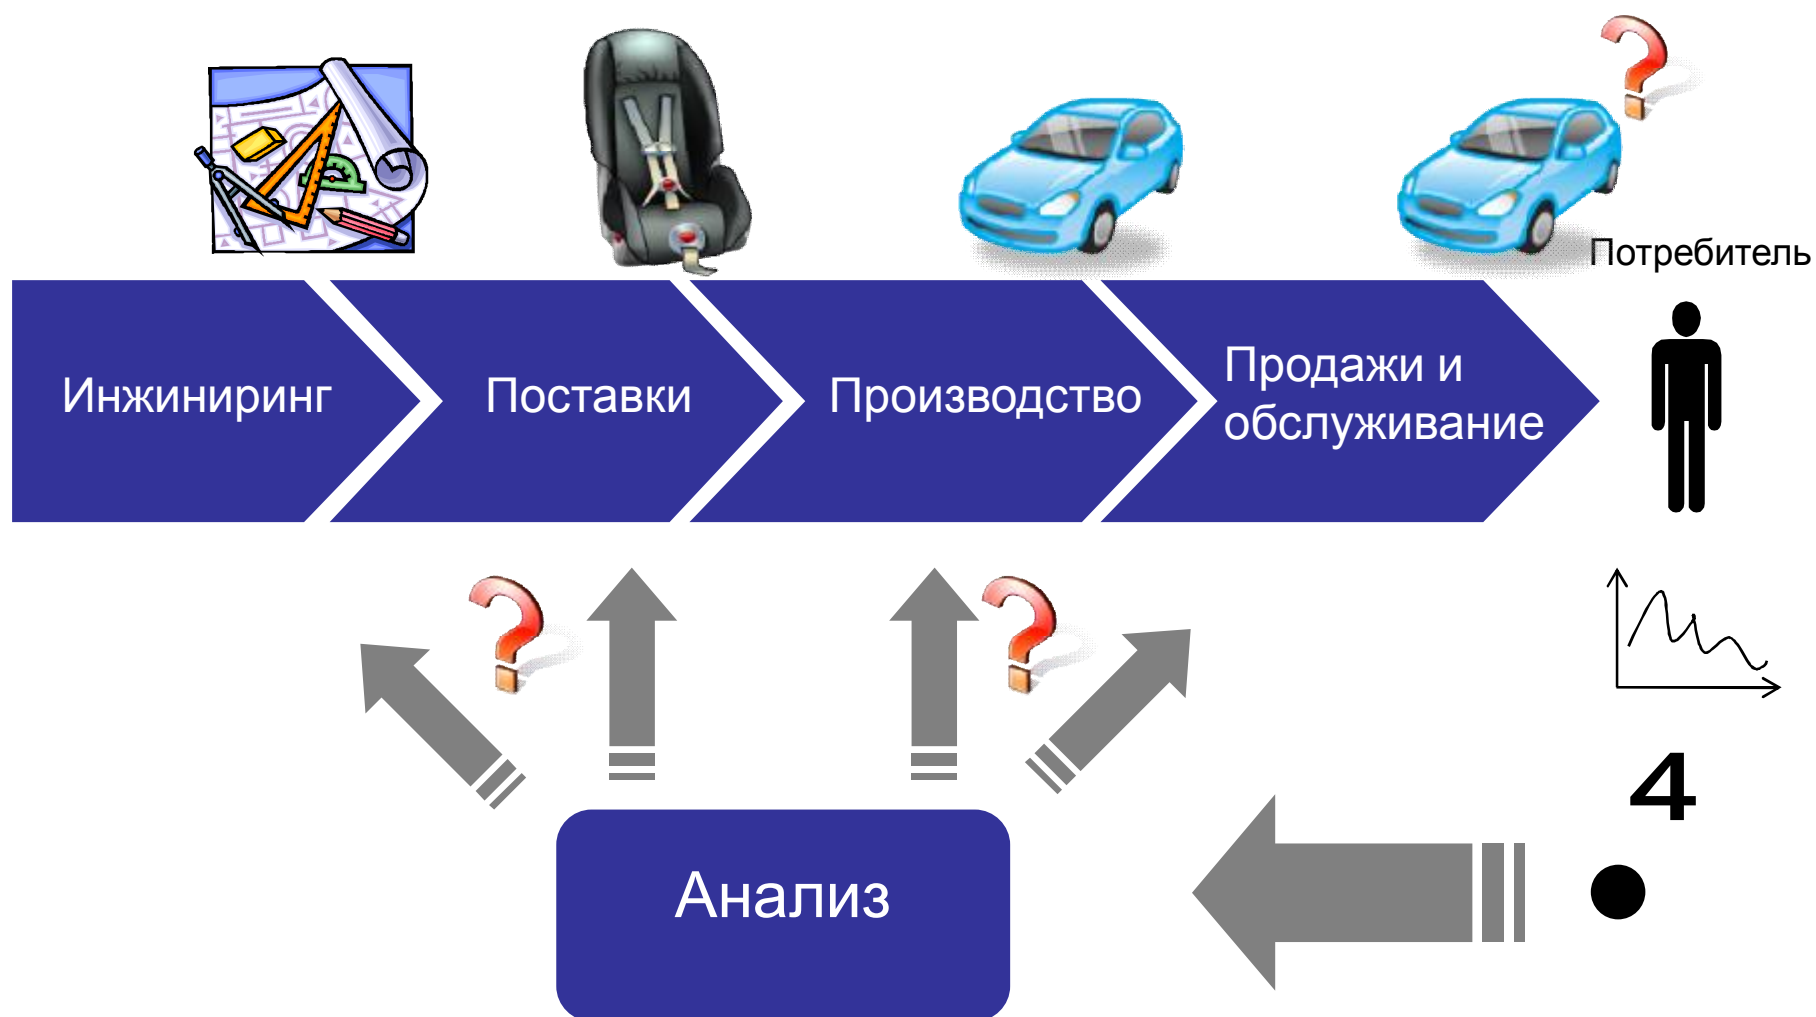 Потребитель
Инжиниринг
Поставки
Производство
Продажи и
обслуживание
4
Анализ